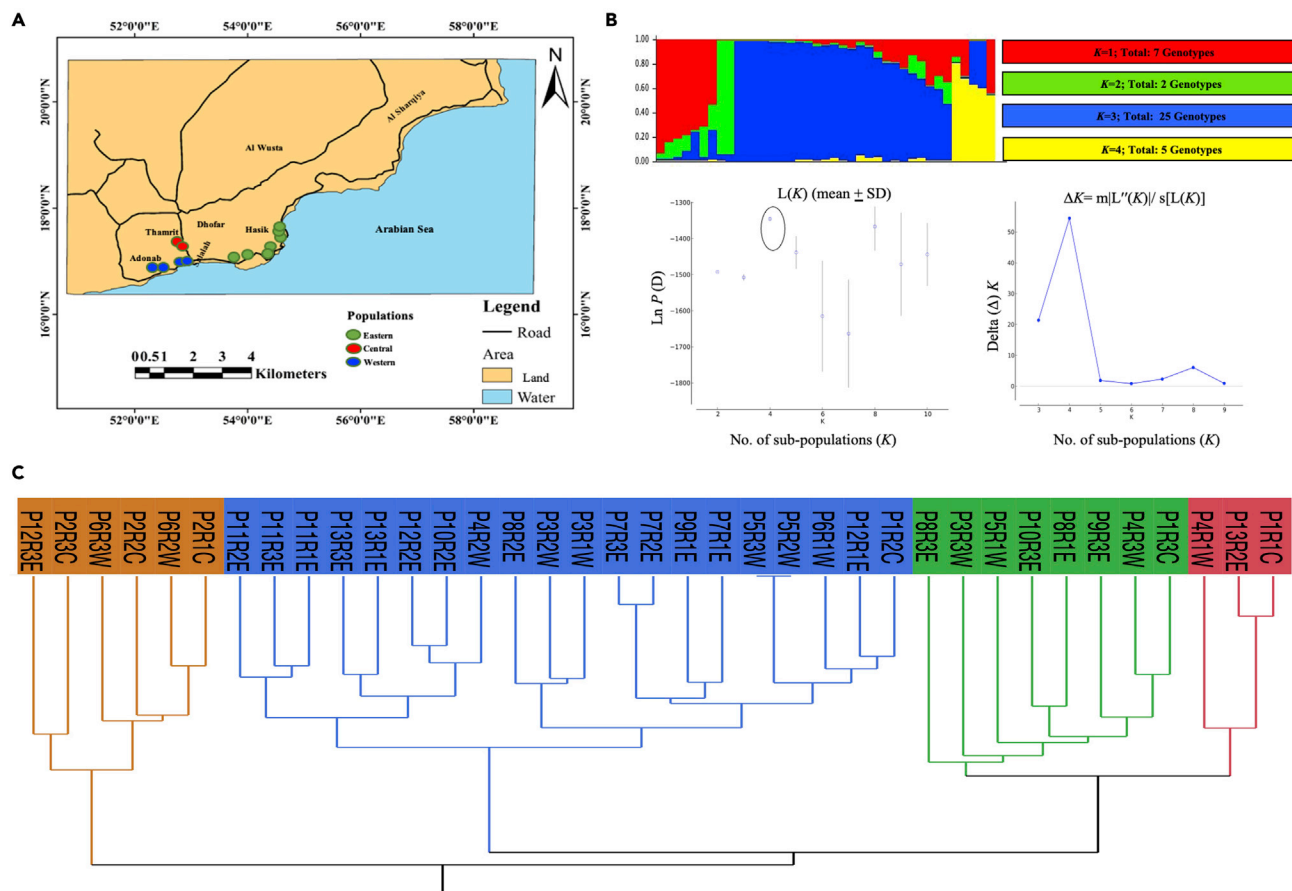 A
52°0'0"E 54°0'0"E 56°0'0"E 58°0'0"E
N
20°0'0"N
18°0'0"N
16°0'0"N
20°0'0"N
18°0'0"N
16°0'0"N
Al Sharqiya
Al Wusta
Dhofar
Hasik
Thamrit
Adonab
Arabian Sea
Legend
Road
Area
Land
Water
Populations
Eastern
Central
Western
0 0.5 1 2 3 4
Kilometers
52°0'0"E 54°0'0"E 56°0'0"E 58°0'0"E
B
1.00
0.80
0.60
0.40
0.20
0.00
K=1; Total: 7 Genotypes
K=2; Total: 2 Genotypes
K=3; Total: 25 Genotypes
K=4; Total: 5 Genotypes
L(K) (mean ± SD)
−1300
−1400
−1500
−1600
−1700
−1800
Ln P (D)
2 4 6 8 10
K
No. of sub-populations (K)
ΔK= m|L″(K)|/ s[L(K)]
50
40
30
20
10
0
Delta (Δ) K
3 4 5 6 7 8 9
K
No. of sub-populations (K)
C
P12R3E P2R3C P6R3W P2R2C P6R2W P2R1C P11R2E P11R3E P11R1E P13R3E P13R1E P12R2E P10R2E P4R2W P8R2E P3R2W P3R1W P7R3E P7R2E P9R1E P7R1E P5R3W P5R2W P6R1W P12R1E P1R2C P8R3E P3R3W P5R1W P10R3E P8R1E P9R3E P4R3W P1R3C P4R1W P13R2E P1R1C